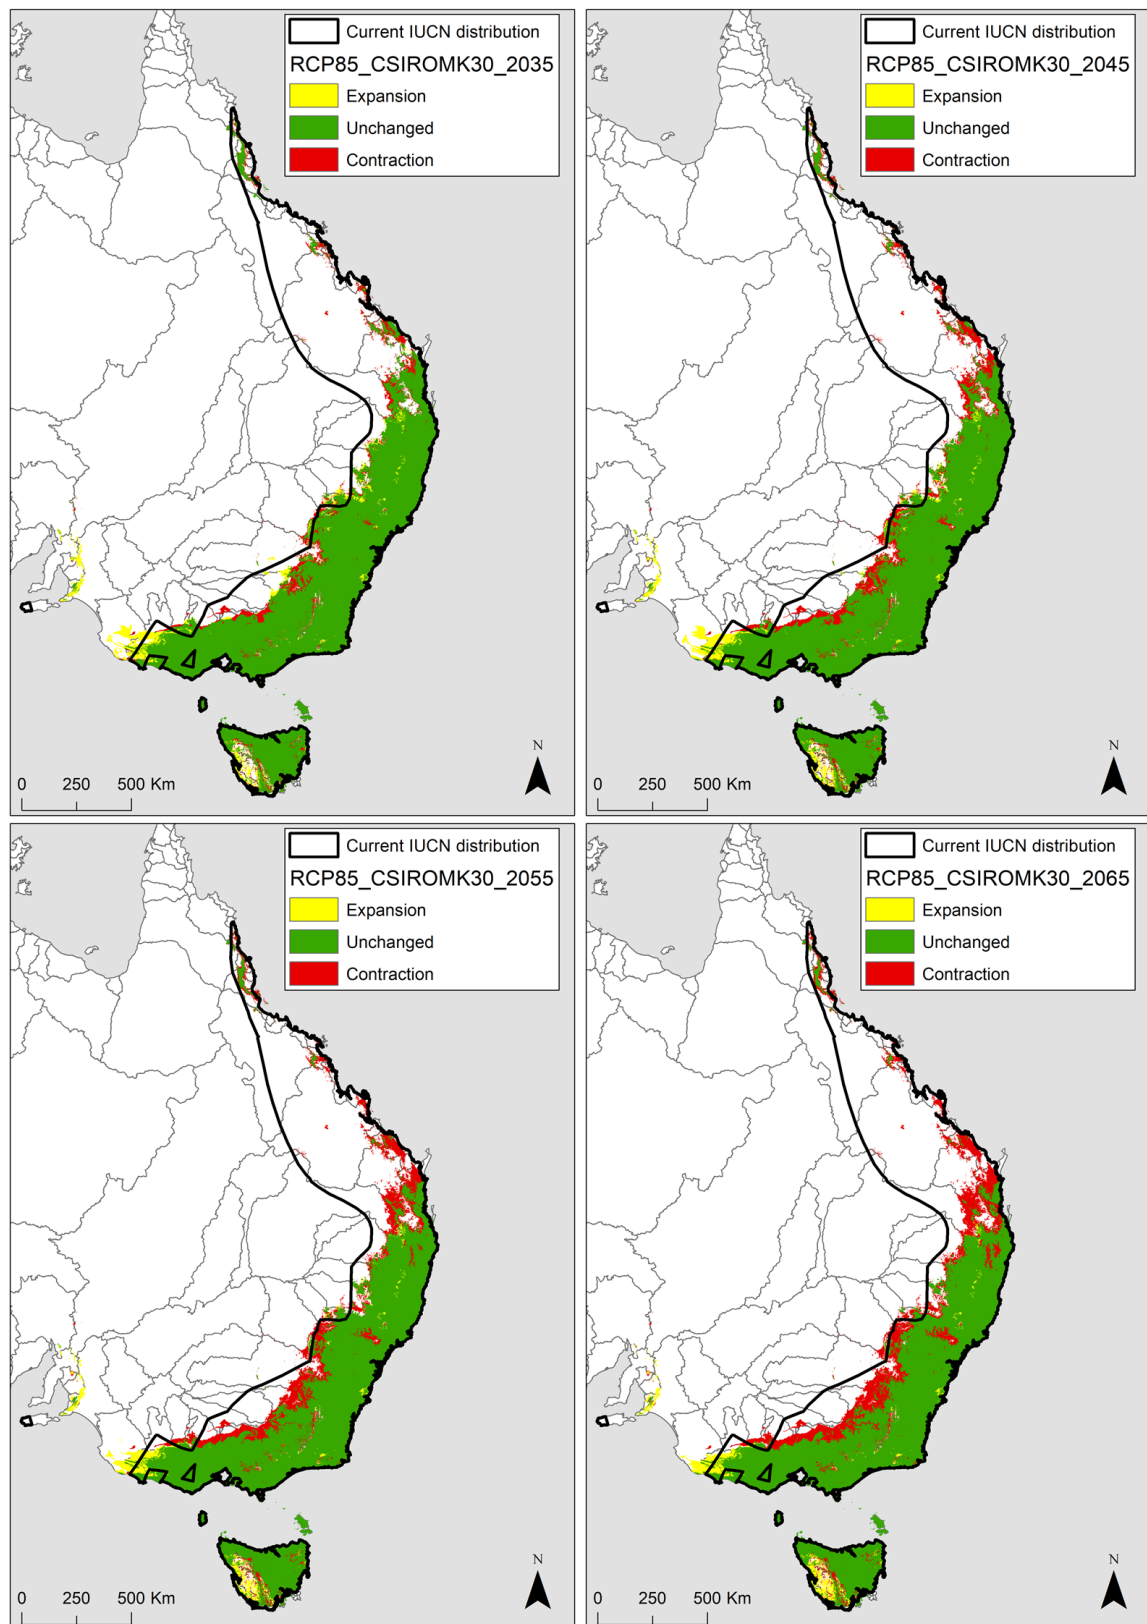 Current IUCN distribution
RCP85_CSIROMK30_2035
Expansion
Unchanged
Contraction
N
0 250 500 Km
Current IUCN distribution
RCP85_CSIROMK30_2045
Expansion
Unchanged
Contraction
N
0 250 500 Km
Current IUCN distribution
RCP85_CSIROMK30_2055
Expansion
Unchanged
Contraction
N
0 250 500 Km
Current IUCN distribution
RCP85_CSIROMK30_2065
Expansion
Unchanged
Contraction
N
0 250 500 Km